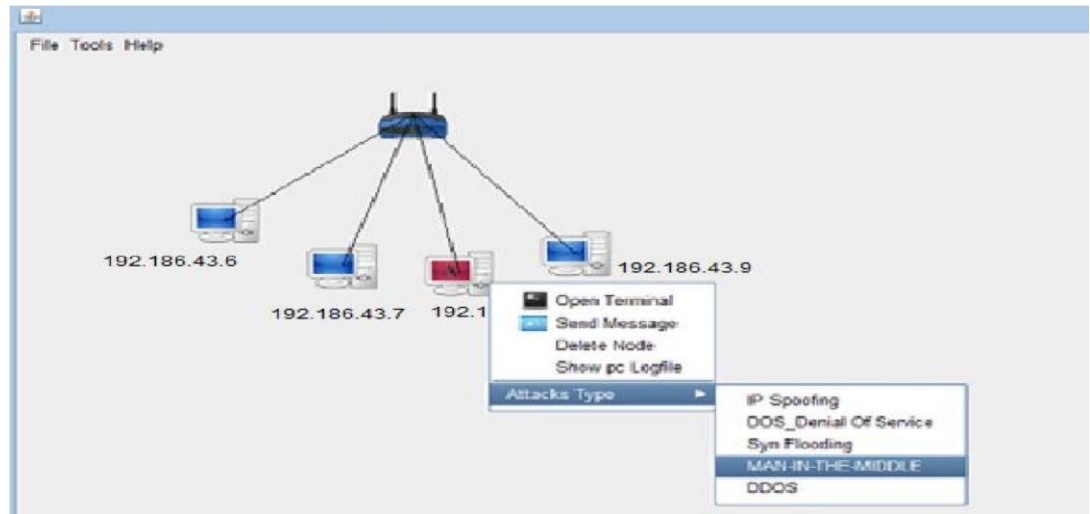 File Tools Help
192.186.43.6
192.186.43.9
192.186.43.7
192.1
Open Terminal
Send Message
Delete Node
Show pc Logfile
Attacks Type
IP Spoofing
DOS_Denial Of Service
Syn Flooding
MAN-IN-THE-MIDDLE
DDOS